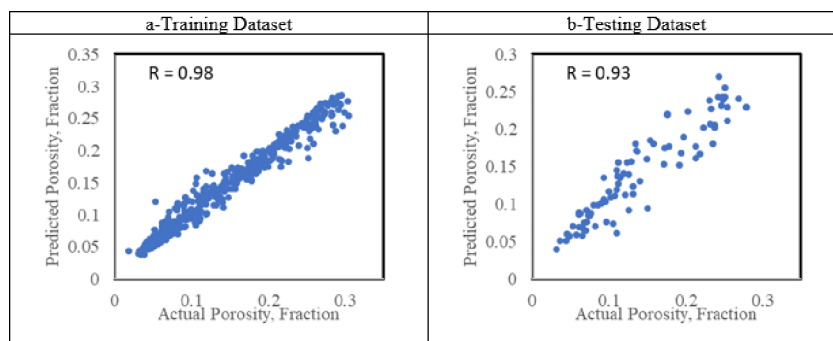 a-Training Dataset
b-Testing Dataset
R = 0.98
Predicted Porosity, Fraction
0.35
0.3
0.25
0.2
0.15
0.1
0.05
0
0
0.1
0.2
0.3
Actual Porosity, Fraction
R = 0.93
Predicted Porosity, Fraction
0.3
0.25
0.2
0.15
0.1
0.05
0
0
0.1
0.2
0.3
Actual Porosity, Fraction